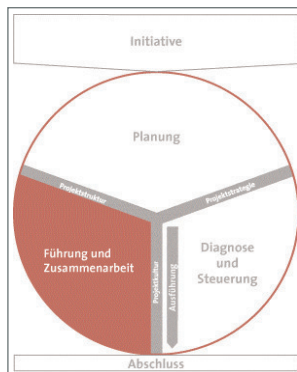 Initiative
Planung
Projektstruktur
Projektstrategie
Führung und
Zusammenarbeit
Projektkultur
Ausführung
Diagnose
und
Steuerung
Abschluss